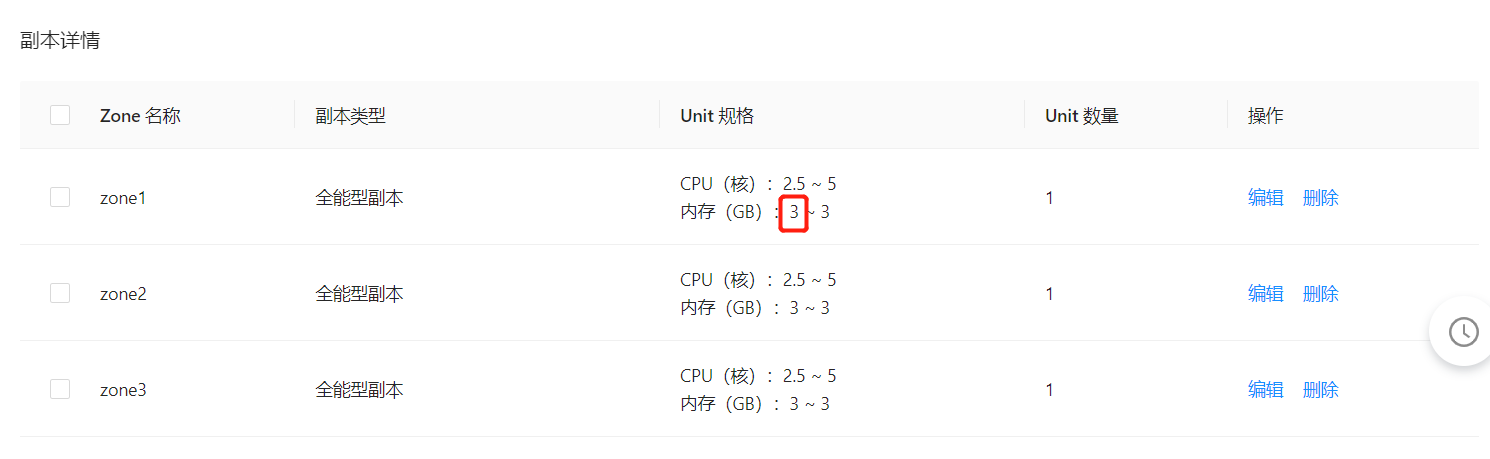 副本详情
Zone 名称 副本类型 Unit 规格 Unit 数量 操作
zone1 全能型副本 CPU（核）：2.5 ~ 5 1 编辑 删除
内存（GB）：3 ~ 3
zone2 全能型副本 CPU（核）：2.5 ~ 5 1 编辑 删除
内存（GB）：3 ~ 3
zone3 全能型副本 CPU（核）：2.5 ~ 5 1 编辑 删除
内存（GB）：3 ~ 3